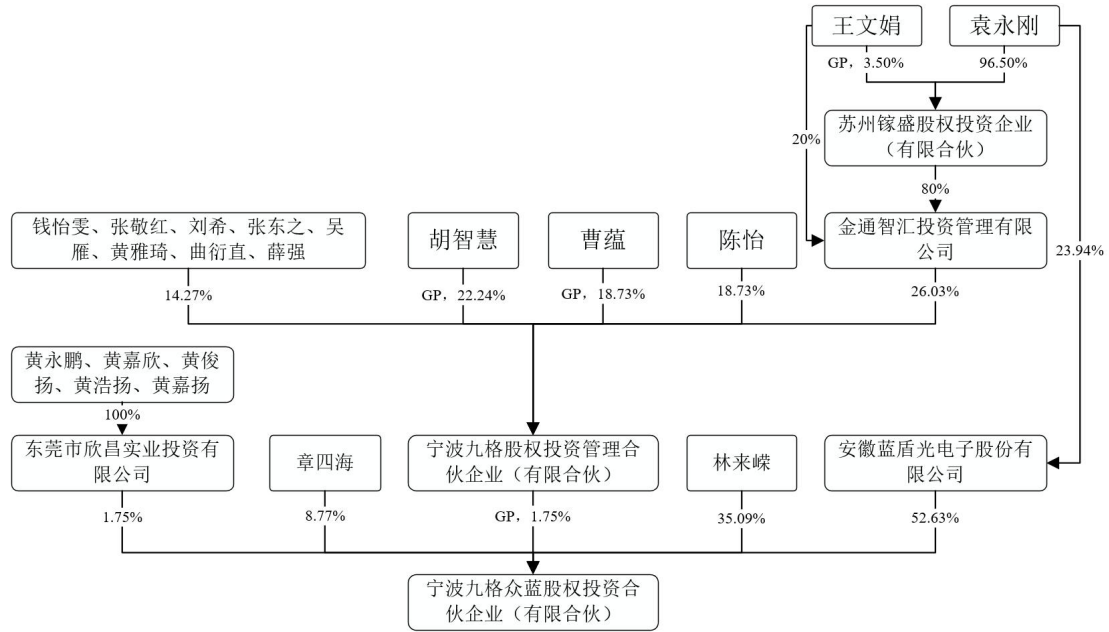 王文娟
袁永刚
GP，3.50%
96.50%
苏州镓盛股权投资企业
（有限合伙）
20%
80%
钱怡雯、张敬红、刘希、张东之、吴
雁、黄雅琦、曲衍直、薛强
胡智慧
曹蕴
陈怡
金通智汇投资管理有限
公司
23.94%
14.27%
GP，22.24%
GP，18.73%
18.73%
26.03%
黄永鹏、黄嘉欣、黄俊
扬、黄浩扬、黄嘉扬
100%
东莞市欣昌实业投资有
限公司
章四海
宁波九格股权投资管理合
伙企业（有限合伙）
林来嵘
安徽蓝盾光电子股份有
限公司
1.75%
8.77%
GP，1.75%
35.09%
52.63%
宁波九格众蓝股权投资合
伙企业（有限合伙）